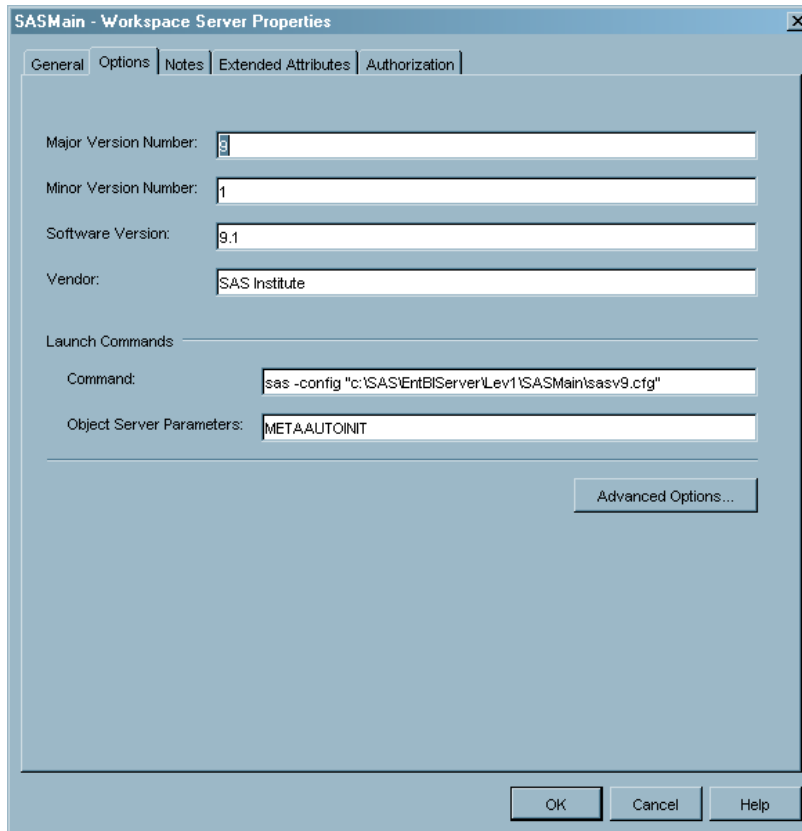 SASMain - Workspace Server Properties
General Options Notes Extended Attributes Authorization
Major Version Number: 9
Minor Version Number: 1
Software Version: 9.1
Vendor: SAS Institute
Launch Commands
Command: sas -config "c:\SAS\EntBIServer\Lev1\SASMain\sasv9.cfg"
Object Server Parameters: METAAUTOINIT
Advanced Options...
OK Cancel Help